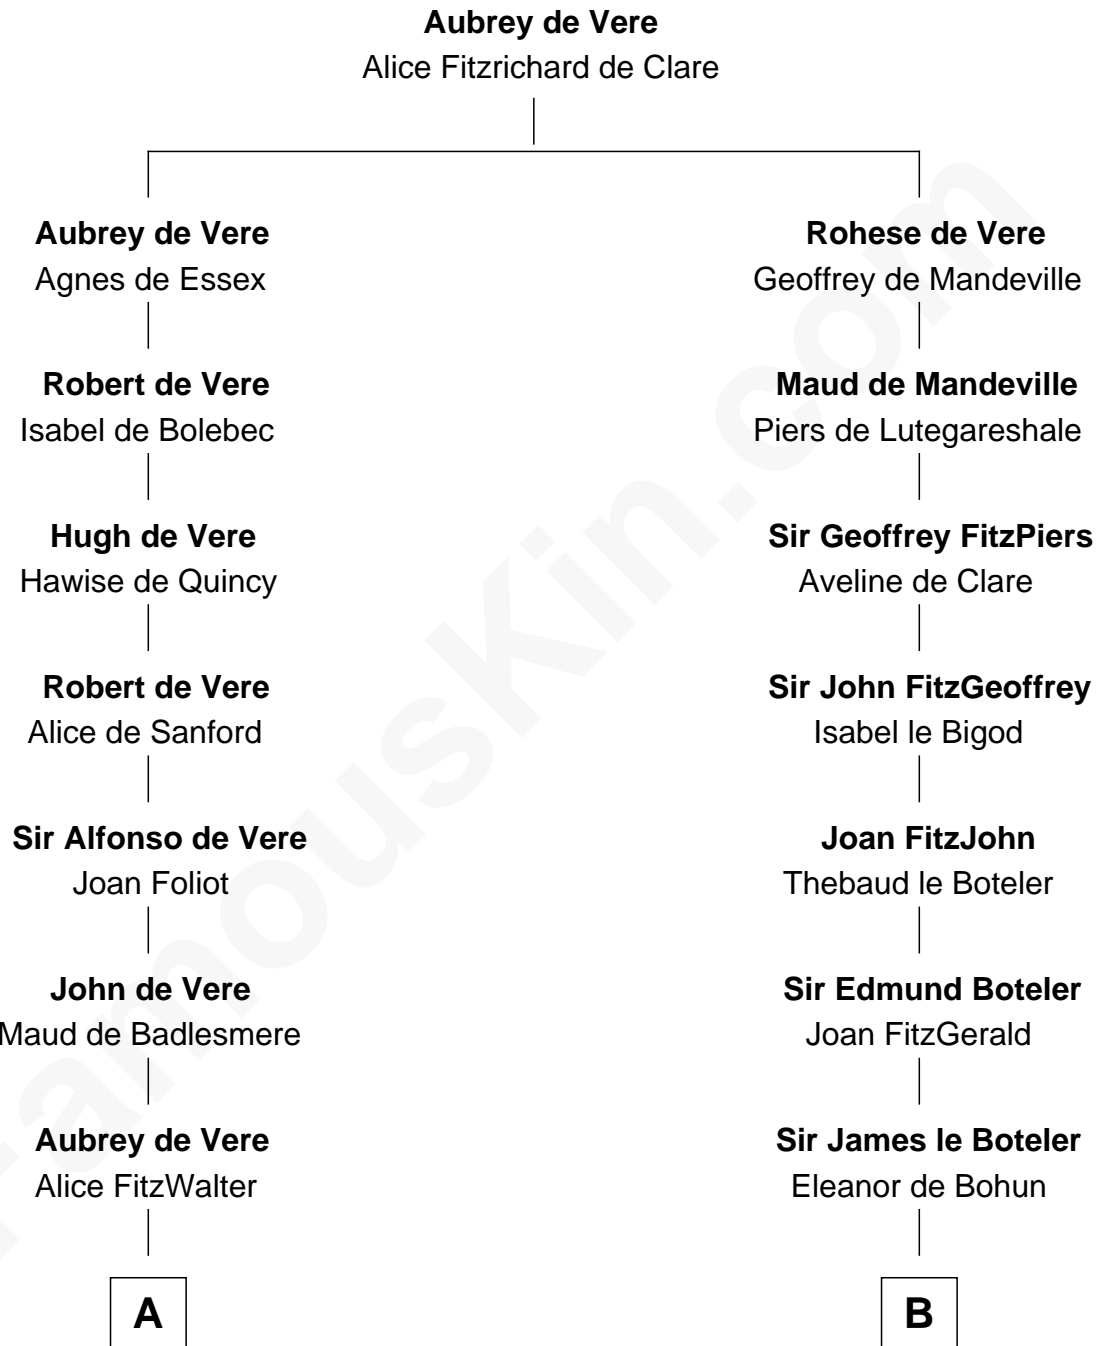 Aubrey de Vere
Alice Fitzrichard de Clare
Aubrey de Vere
Agnes de Essex
Rohese de Vere
Geoffrey de Mandeville
Robert de Vere
Isabel de Bolebec
Maud de Mandeville
Piers de Lutegareshale
Hugh de Vere
Hawise de Quincy
Sir Geoffrey FitzPiers
Aveline de Clare
Robert de Vere
Alice de Sanford
Sir John FitzGeoffrey
Isabel le Bigod
Sir Alfonso de Vere
Joan Foliot
Joan FitzJohn
Thebaud le Boteler
John de Vere
Maud de Badlesmere
Sir Edmund Boteler
Joan FitzGerald
Aubrey de Vere
Alice FitzWalter
Sir James le Boteler
Eleanor de Bohun
A
B
FamousKin.com